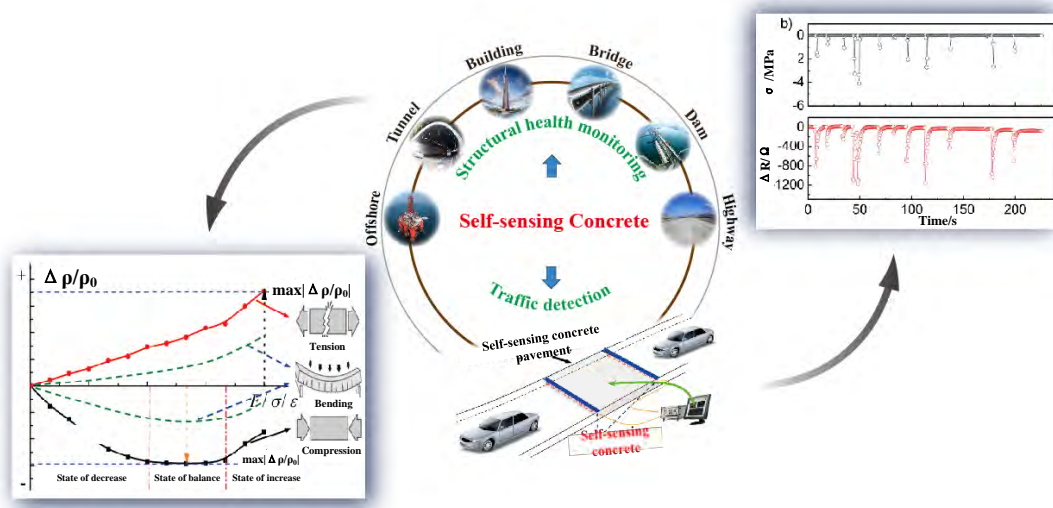 Building
Bridge
Tunnel
Dam
Offshore
Highway
Structural health monitoring
Self-sensing Concrete
Traffic detection
Self-sensing concrete
pavement
Self-sensing
concrete
+
Δ ρ/ρ0
max|Δ ρ/ρ0|
Tension
F/ σ/ ε
Bending
Compression
max|Δ ρ/ρ0|
-
State of decrease
State of balance
State of increase
b)
σ /MPa
0
-2
-4
-6
Δ R/Ω
0
-400
-800
-1200
0
50
100
150
200
Time/s